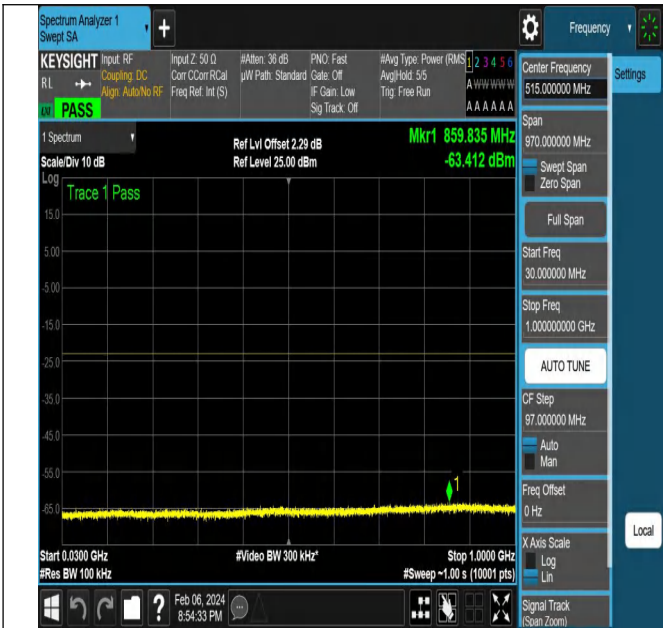 Spectrum Analyzer 1
Swept SA
Frequency
KEYSIGHT
RL
PASS
Input: RF
Coupling: DC
Align: Auto/No RF
Input Z: 50 Ω
Corr CCorr RCal
Freq Ref: Int (S)
#Atten: 36 dB
µW Path: Standard
PNO: Fast
Gate: Off
IF Gain: Low
Sig Track: Off
#Avg Type: Power (RMS
Avg|Hold: 5/5
Trig: Free Run
1 2 3 4 5 6
A W W W W W
A A A A A A
1 Spectrum
Scale/Div 10 dB
Log
Ref Lvl Offset 2.29 dB
Ref Level 25.00 dBm
Mkr1 859.835 MHz
-63.412 dBm
Trace 1 Pass
15.0
5.00
-5.00
-15.0
-25.0
-35.0
-45.0
-55.0
-65.0
1
Start 0.0300 GHz
#Res BW 100 kHz
#Video BW 300 kHz*
Stop 1.0000 GHz
#Sweep ~1.00 s (10001 pts)
Feb 06, 2024
8:54:33 PM
?
Center Frequency
515.000000 MHz
Settings
Span
970.000000 MHz
Swept Span
Zero Span
Full Span
Start Freq
30.000000 MHz
Stop Freq
1.000000000 GHz
AUTO TUNE
CF Step
97.000000 MHz
Auto
Man
Freq Offset
0 Hz
X Axis Scale
Log
Lin
Signal Track
(Span Zoom)
Local